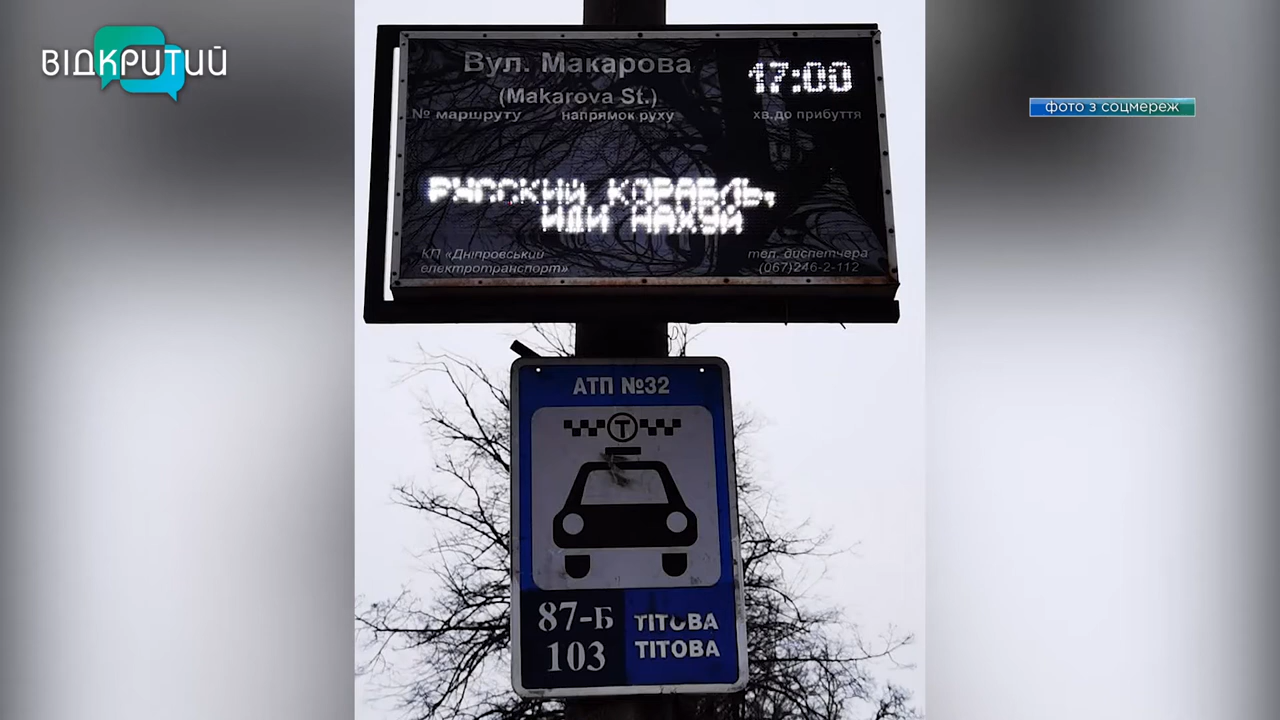 ВІДКРИТИЙ
фото з соцмереж
Вул. Макарова
17:00
(Makarova St.)
№ маршруту напрямок руху хв.до прибуття
РУССКИЙ КОРАБЛЬ,
ИДИ НАХУЙ
КП «Дніпровський
електротранспорт»
тел. диспетчера
(067)246-2-112
АТП №32
Т
87-Б ТІТОВА
103 ТІТОВА